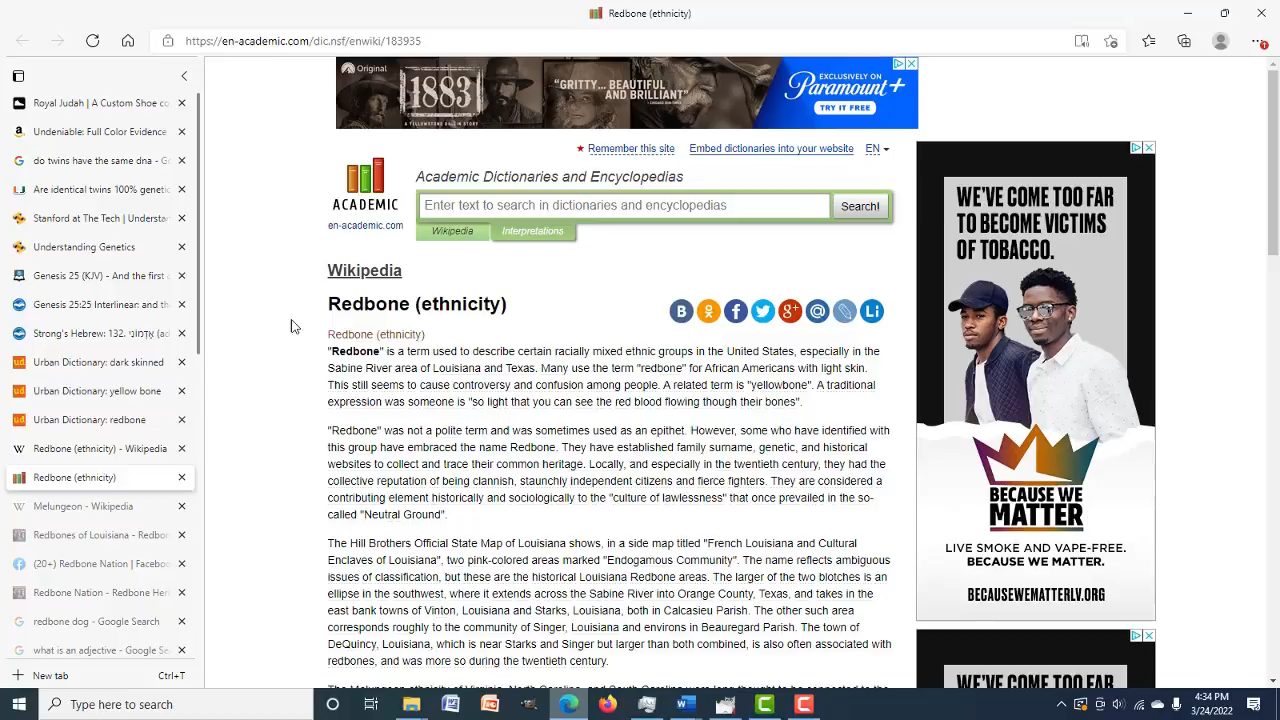 Redbone (ethnicity)
https://en-academic.com/dic.nsf/enwiki/183935
Royal Judah | A Custom Shoe co
Undeniable: Full Color Evidence
do twins have the same dna - Go
Are identical twins 100% genetic
Stanford at The Tech | Understan
Understanding Genetics
Genesis 25 (KJV) - And the first d
Genesis 25:25 Interlinear: and the
Urban Dictionary: dark skinned
Urban Dictionary: yellow bone
Urban Dictionary: redbone
Redbone (ethnicity) - Wikipedia
Redbone (ethnicity)
Melungeon - Wikipedia
Redbones of Louisiana - Redbo
(20+) Redbone Nation | Facebo
Redbone Nation - Redbone Her
redbone dog - Google Search
what is an adjective - Google Se
New tab Ctrl+T
Original
1883
A YELLOWSTONE ORIGIN STORY
"GRITTY... BEAUTIFUL
AND BRILLIANT"
EXCLUSIVELY ON
Paramount+
TRY IT FREE
Remember this site Embed dictionaries into your website EN
ACADEMIC
en-academic.com
Academic Dictionaries and Encyclopedias
Enter text to search in dictionaries and encyclopedias Search!
Wikipedia Interpretations
Wikipedia
Redbone (ethnicity)
Redbone (ethnicity)
"Redbone" is a term used to describe certain racially mixed ethnic groups in the United States, especially in the
Sabine River area of Louisiana and Texas. Many use the term "redbone" for African Americans with light skin.
This still seems to cause controversy and confusion among people. A related term is "yellowbone". A traditional
expression was someone is "so light that you can see the red blood flowing though their bones".
"Redbone" was not a polite term and was sometimes used as an epithet. However, some who have identified with
this group have embraced the name Redbone. They have established family surname, genetic, and historical
websites to collect and trace their common heritage. Locally, and especially in the twentieth century, they had the
collective reputation of being clannish, staunchly independent citizens and fierce fighters. They are considered a
contributing element historically and sociologically to the "culture of lawlessness" that once prevailed in the so-
called "Neutral Ground".
The Hill Brothers Official State Map of Louisiana shows, in a side map titled "French Louisiana and Cultural
Enclaves of Louisiana", two pink-colored areas marked "Endogamous Community". The name reflects ambiguous
issues of classification, but these are the historical Louisiana Redbone areas. The larger of the two blotches is an
ellipse in the southwest, where it extends across the Sabine River into Orange County, Texas, and takes in the
east bank towns of Vinton, Louisiana and Starks, Louisiana, both in Calcasieu Parish. The other such area
corresponds roughly to the community of Singer, Louisiana and environs in Beauregard Parish. The town of
DeQuincy, Louisiana, which is near Starks and Singer but larger than both combined, is also often associated with
redbones, and was more so during the twentieth century.
WE'VE COME TOO FAR
TO BECOME VICTIMS
OF TOBACCO.
BECAUSE WE
MATTER
LIVE SMOKE AND VAPE-FREE.
BECAUSE WE MATTER.
BECAUSEWEMATTERLV.ORG
WE'VE COME TOO FAR
Type here to search
4:34 PM
3/24/2022